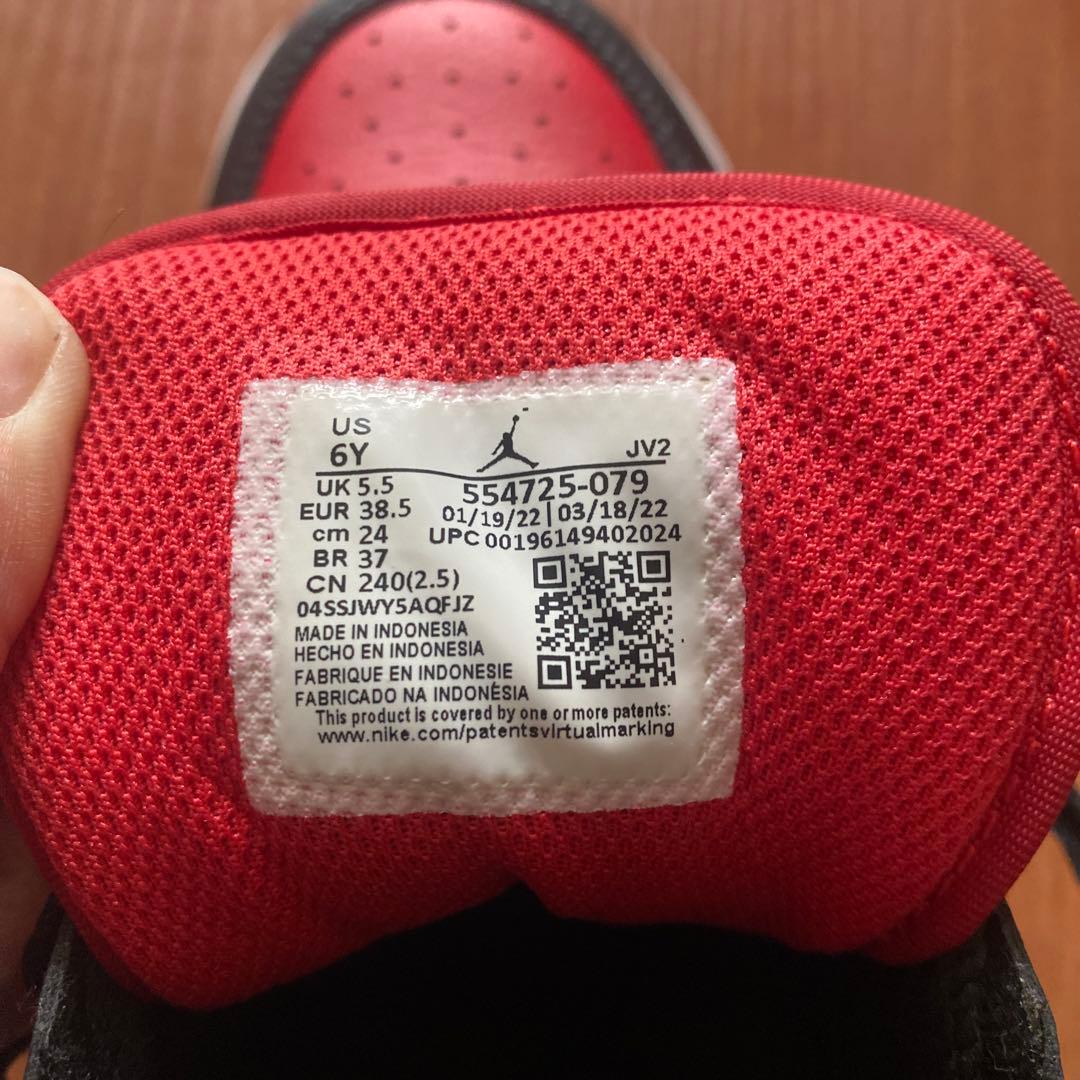 US
6Y JV2
UK 5.5 554725-079
EUR 38.5 01/19/22|03/18/22
cm 24 UPC 00196149402024
BR 37
CN 240(2.5)
04SSJWY5AQFJZ
MADE IN INDONESIA
HECHO EN INDONESIA
FABRIQUE EN INDONESIE
FABRICADO NA INDONÉSIA
This product is covered by one or more patents:
www.nike.com/patentsvirtualmarking